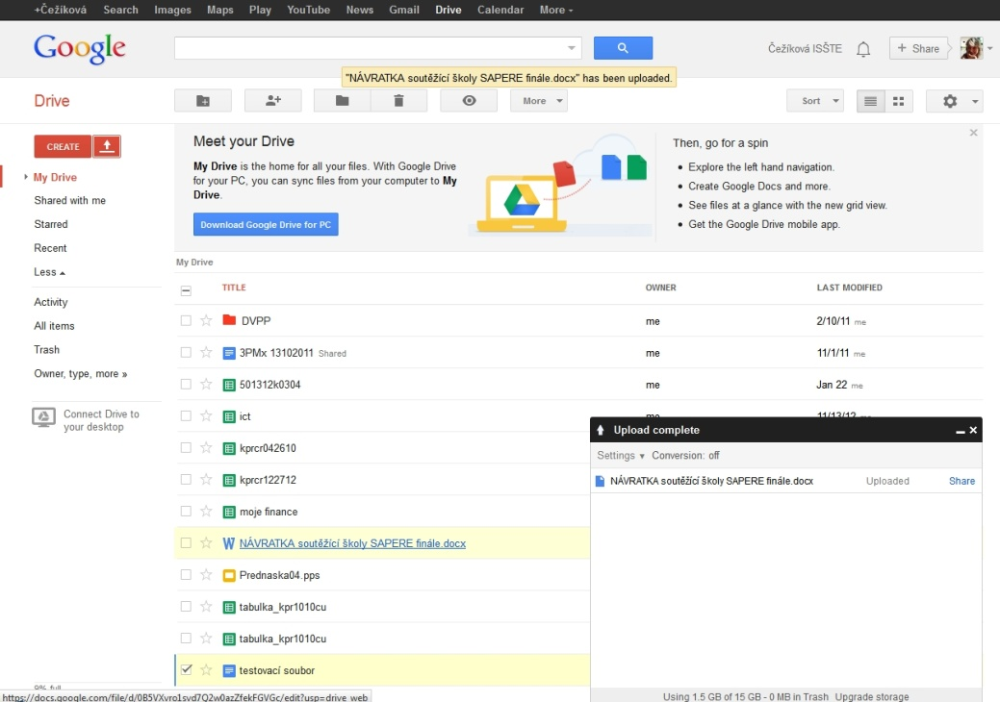 +Čežíková Search Images Maps Play YouTube News Gmail Drive Calendar More
Google
Čežíková ISŠTE + Share
"NÁVRATKA soutěžící školy SAPERE finále.docx" has been uploaded.
Drive
More
Sort
CREATE
My Drive
Shared with me
Starred
Recent
Less
Activity
All items
Trash
Owner, type, more »
Connect Drive to
your desktop
Meet your Drive
My Drive is the home for all your files. With Google Drive
for your PC, you can sync files from your computer to My
Drive.
Download Google Drive for PC
Then, go for a spin
Explore the left hand navigation.
Create Google Docs and more.
See files at a glance with the new grid view.
Get the Google Drive mobile app.
My Drive
TITLE OWNER LAST MODIFIED
DVPP me 2/10/11 me
3PMx 13102011 Shared me 11/1/11 me
501312k0304 me Jan 22 me
ict me 11/13/12 me
kprcr042610
kprcr122712
moje finance
W NÁVRATKA soutěžící školy SAPERE finále.docx
Prednaska04.pps
tabulka_kpr1010cu
tabulka_kpr1010cu
testovací soubor
Upload complete
Settings Conversion: off
NÁVRATKA soutěžící školy SAPERE finále.docx Uploaded Share
Using 1.5 GB of 15 GB - 0 MB in Trash Upgrade storage
9% full
https://docs.google.com/file/d/0B5VXvro1svd7Q2w0azZfekFGVGc/edit?usp=drive_web